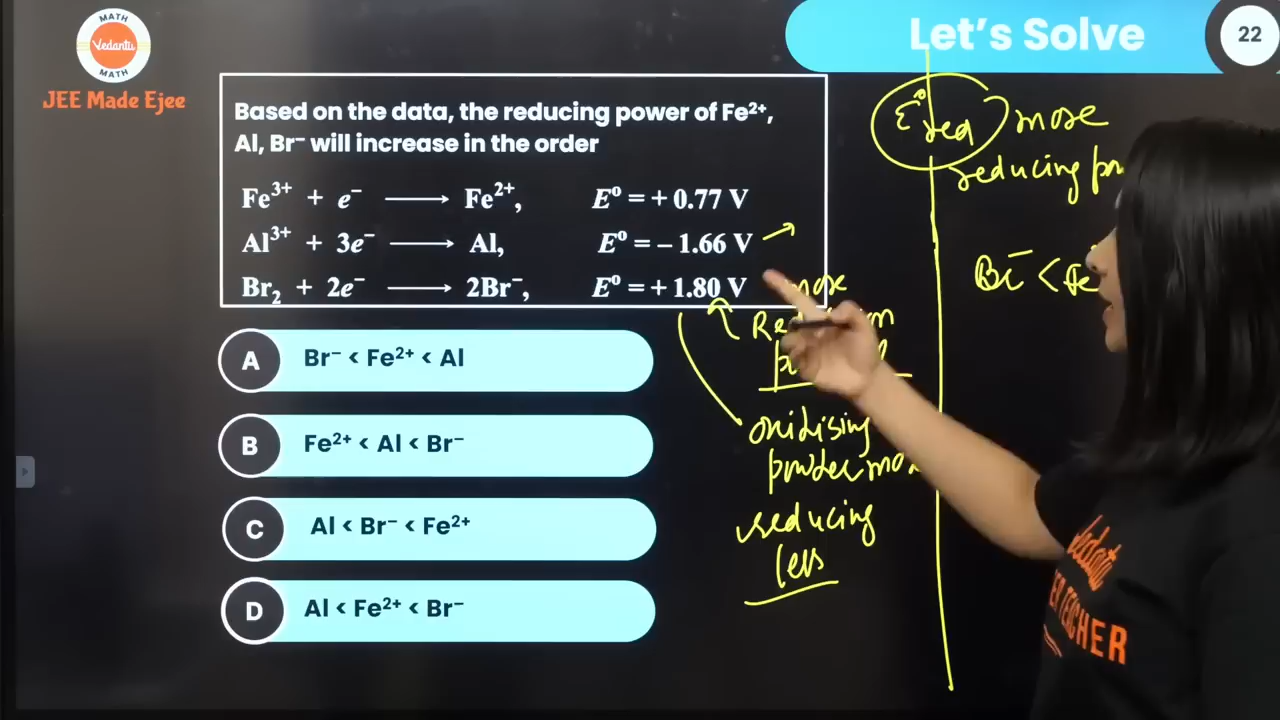 MATH
Vedantu
MATH
JEE Made Ejee
Let's Solve
22
Based on the data, the reducing power of Fe²⁺,
Al, Br⁻ will increase in the order
Fe³⁺ + e⁻ ⟶ Fe²⁺, E° = + 0.77 V
Al³⁺ + 3e⁻ ⟶ Al, E° = – 1.66 V
Br₂ + 2e⁻ ⟶ 2Br⁻, E° = + 1.80 V
A Br⁻ < Fe²⁺ < Al
B Fe²⁺ < Al < Br⁻
C Al < Br⁻ < Fe²⁺
D Al < Fe²⁺ < Br⁻
more
reducing
Br⁻ < Fe
more
oxidising
reducing
less
Vedantu
TEACHER